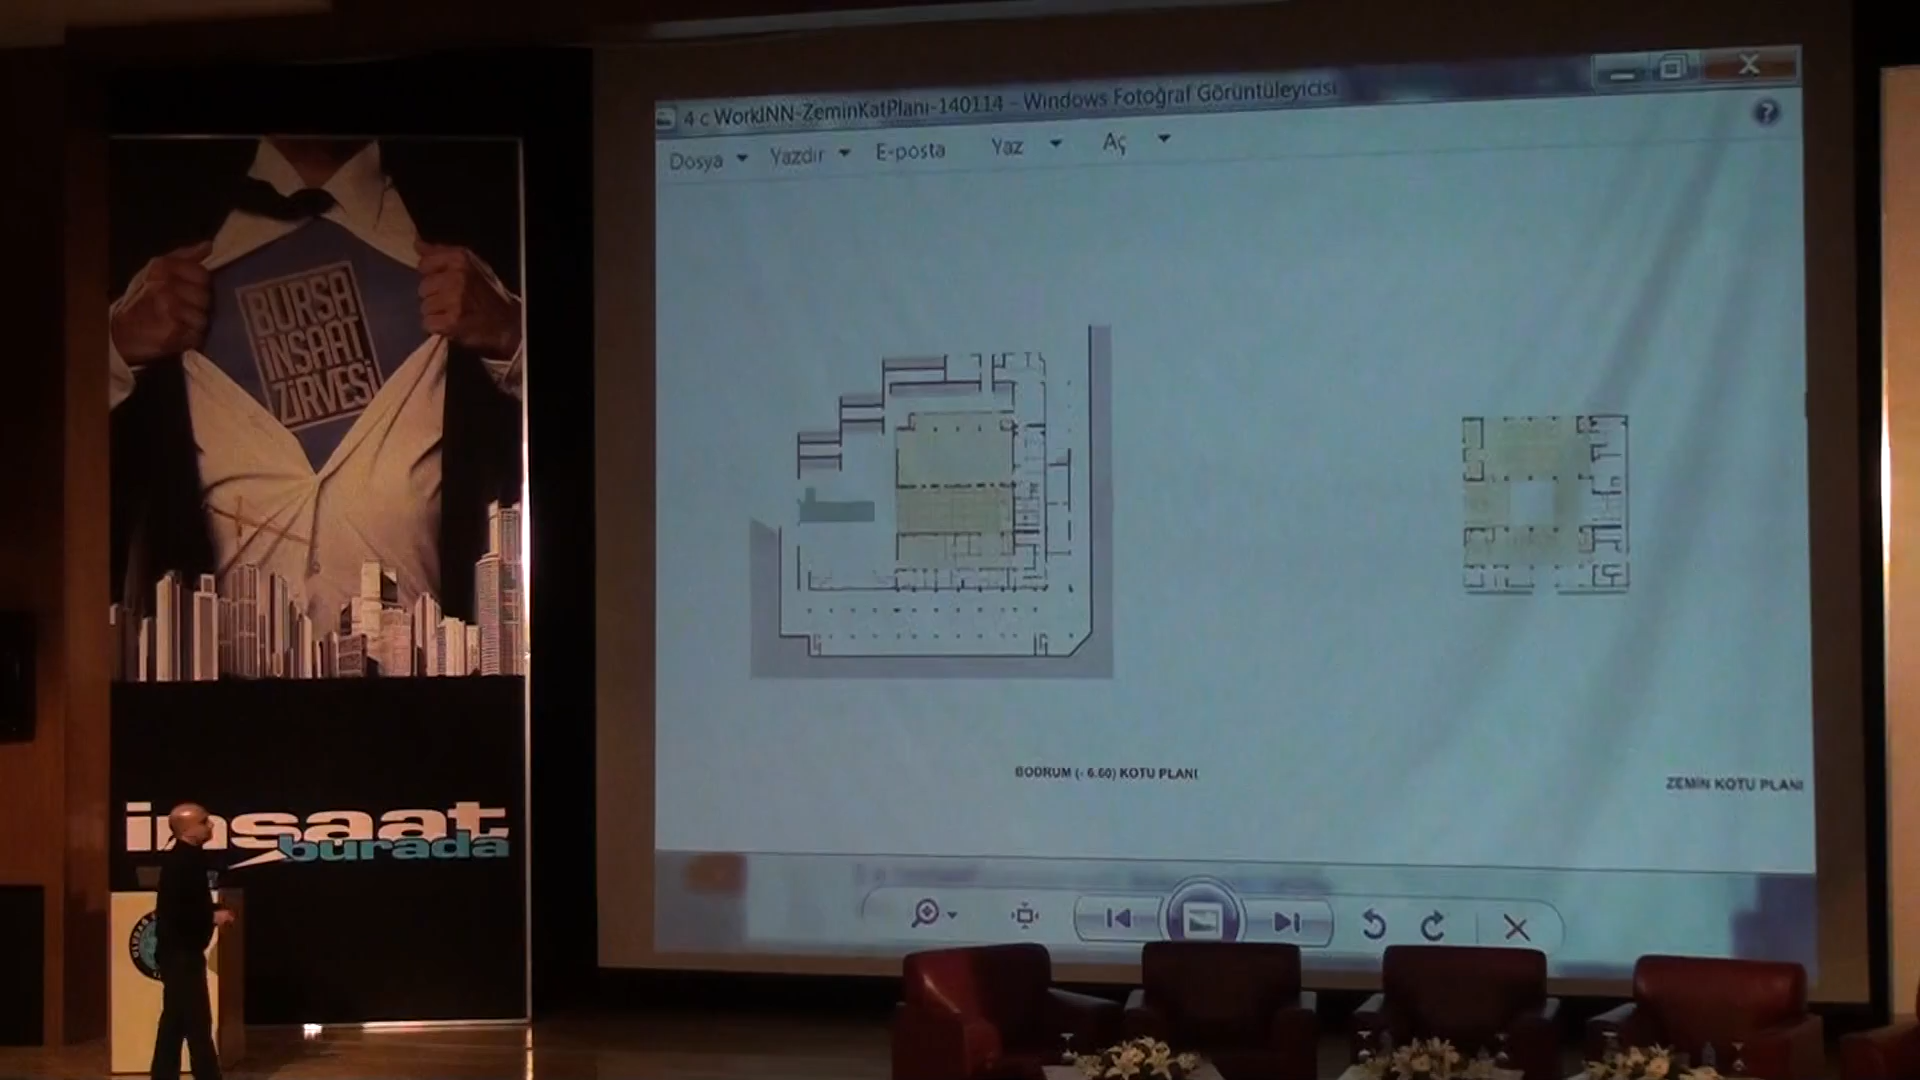 4 c WorkINN-ZeminKatPlanı-140114 - Windows Fotoğraf Görüntüleyicisi
Dosya Yazdır E-posta Yaz Aç
BURSA
İNŞAAT
ZİRVESİ
BODRUM (- 6.60) KOTU PLANI
ZEMİN KOTU PLANI
inşaat
burada